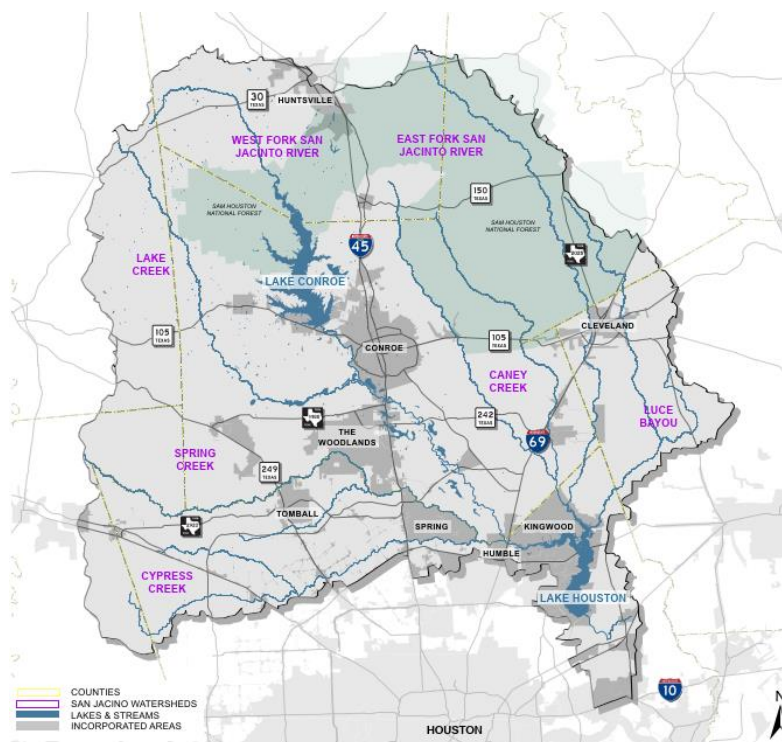 30
TEXAS
HUNTSVILLE
WEST FORK SAN
JACINTO RIVER
EAST FORK SAN
JACINTO RIVER
150
TEXAS
SAM HOUSTON
NATIONAL FOREST
SAM HOUSTON
NATIONAL FOREST
45
LAKE
CREEK
LAKE CONROE
105
TEXAS
CONROE
105
TEXAS
CLEVELAND
CANEY
CREEK
LUCE
BAYOU
242
TEXAS
THE
WOODLANDS
69
SPRING
CREEK
249
TEXAS
TOMBALL
SPRING
KINGWOOD
HUMBLE
CYPRESS
CREEK
LAKE HOUSTON
10
HOUSTON
COUNTIES
SAN JACINO WATERSHEDS
LAKES & STREAMS
INCORPORATED AREAS
N